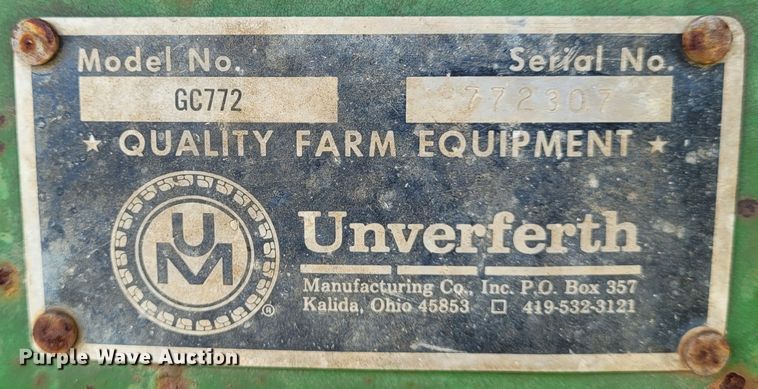 Model No. Serial No.
GC772 772307
★ QUALITY FARM EQUIPMENT ★
UM
Unverferth
Manufacturing Co., Inc. P.O. Box 357
Kalida, Ohio 45853 □ 419-532-3121
®
Purple Wave Auction